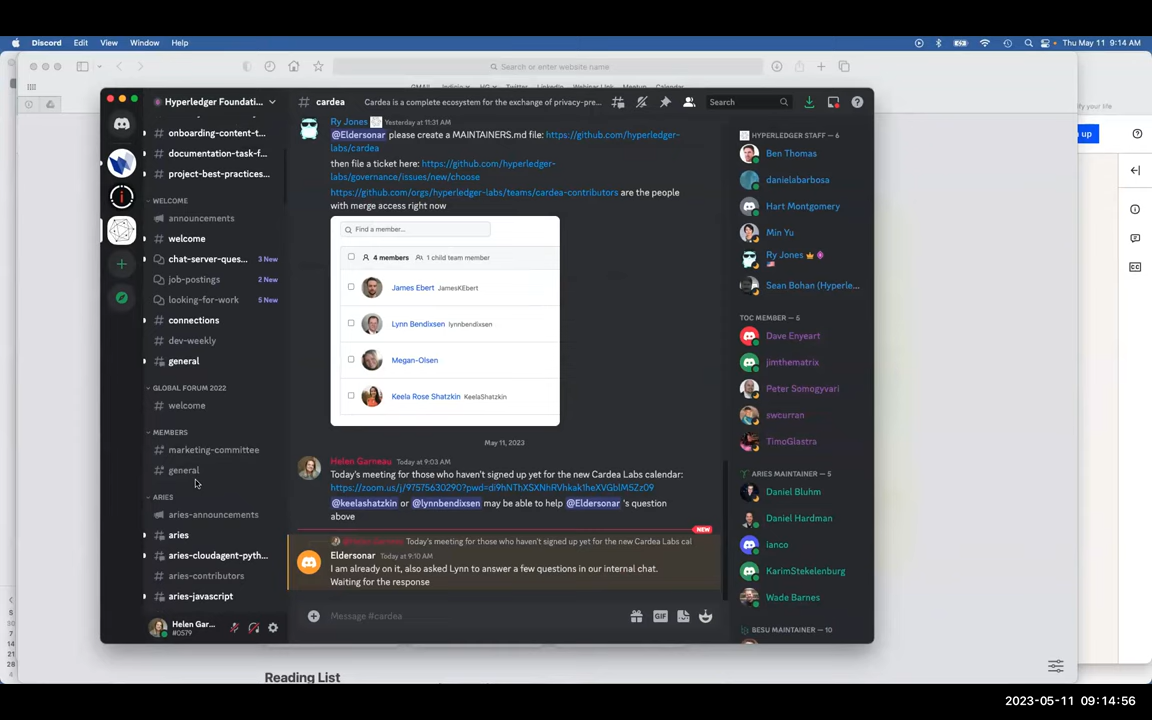 Discord Edit View Window Help
Thu May 11 9:14 AM
Search or enter website name
Hyperledger Foundati...
cardea
Cardea is a complete ecosystem for the exchange of privacy-pre...
Search
onboarding-content-t...
documentation-task-f...
project-best-practices...
WELCOME
announcements
welcome
chat-server-ques... 3 New
job-postings 2 New
looking-for-work 5 New
connections
dev-weekly
general
GLOBAL FORUM 2022
welcome
MEMBERS
marketing-committee
general
ARIES
aries-announcements
aries
aries-cloudagent-pyth...
aries-contributors
aries-javascript
Helen Gar...
#0579
Ry Jones Yesterday at 11:31 AM
@Eldersonar please create a MAINTAINERS.md file: https://github.com/hyperledger-
labs/cardea
then file a ticket here: https://github.com/hyperledger-
labs/governance/issues/new/choose
https://github.com/orgs/hyperledger-labs/teams/cardea-contributors are the people
with merge access right now
Find a member...
4 members 1 child team member
James Ebert JamesKEbert
Lynn Bendixsen lynnbendixsen
Megan-Olsen
Keela Rose Shatzkin KeelaShatzkin
May 11, 2023
Helen Garneau Today at 9:03 AM
Today's meeting for those who haven't signed up yet for the new Cardea Labs calendar:
https://zoom.us/j/97575630290?pwd=di9hNThXSXNhRVhkak1heXVGblM5Zz09
@keelashatzkin or @lynnbendixsen may be able to help @Eldersonar 's question
above
NEW
Today's meeting for those who haven't signed up yet for the new Cardea Labs cal
Eldersonar Today at 9:10 AM
I am already on it, also asked Lynn to answer a few questions in our internal chat.
Waiting for the response
Message #cardea
GIF
HYPERLEDGER STAFF — 6
Ben Thomas
danielabarbosa
Hart Montgomery
Min Yu
Ry Jones
Sean Bohan (Hyperle...
TOC MEMBER — 5
Dave Enyeart
jimthematrix
Peter Somogyvari
swcurran
TimoGlastra
ARIES MAINTAINER — 5
Daniel Bluhm
Daniel Hardman
Ianco
KarimStekelenburg
Wade Barnes
BESU MAINTAINER — 10
Reading List
2023-05-11 09:14:56